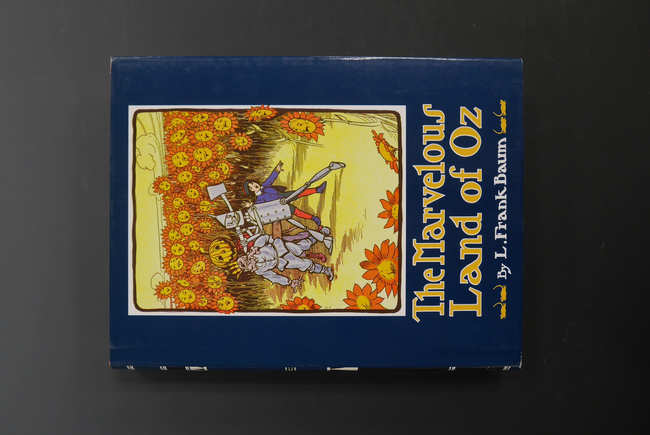 The Marvelous
Land of Oz
By L. Frank Baum